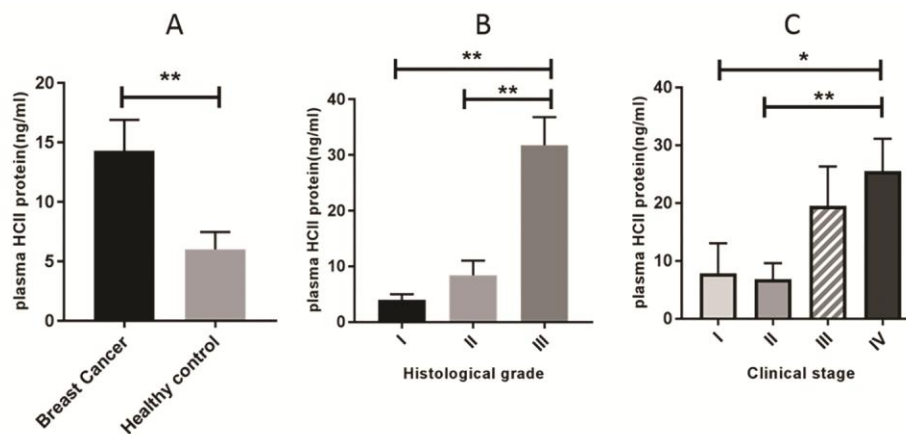 A
plasma HCII protein(ng/ml)
20
15
10
5
0
**
Breast Cancer
Healthy control
B
plasma HCII protein(ng/ml)
40
30
20
10
0
**
**
I
II
III
Histological grade
C
plasma HCII protein(ng/ml)
40
30
20
10
0
*
**
I
II
III
IV
Clinical stage